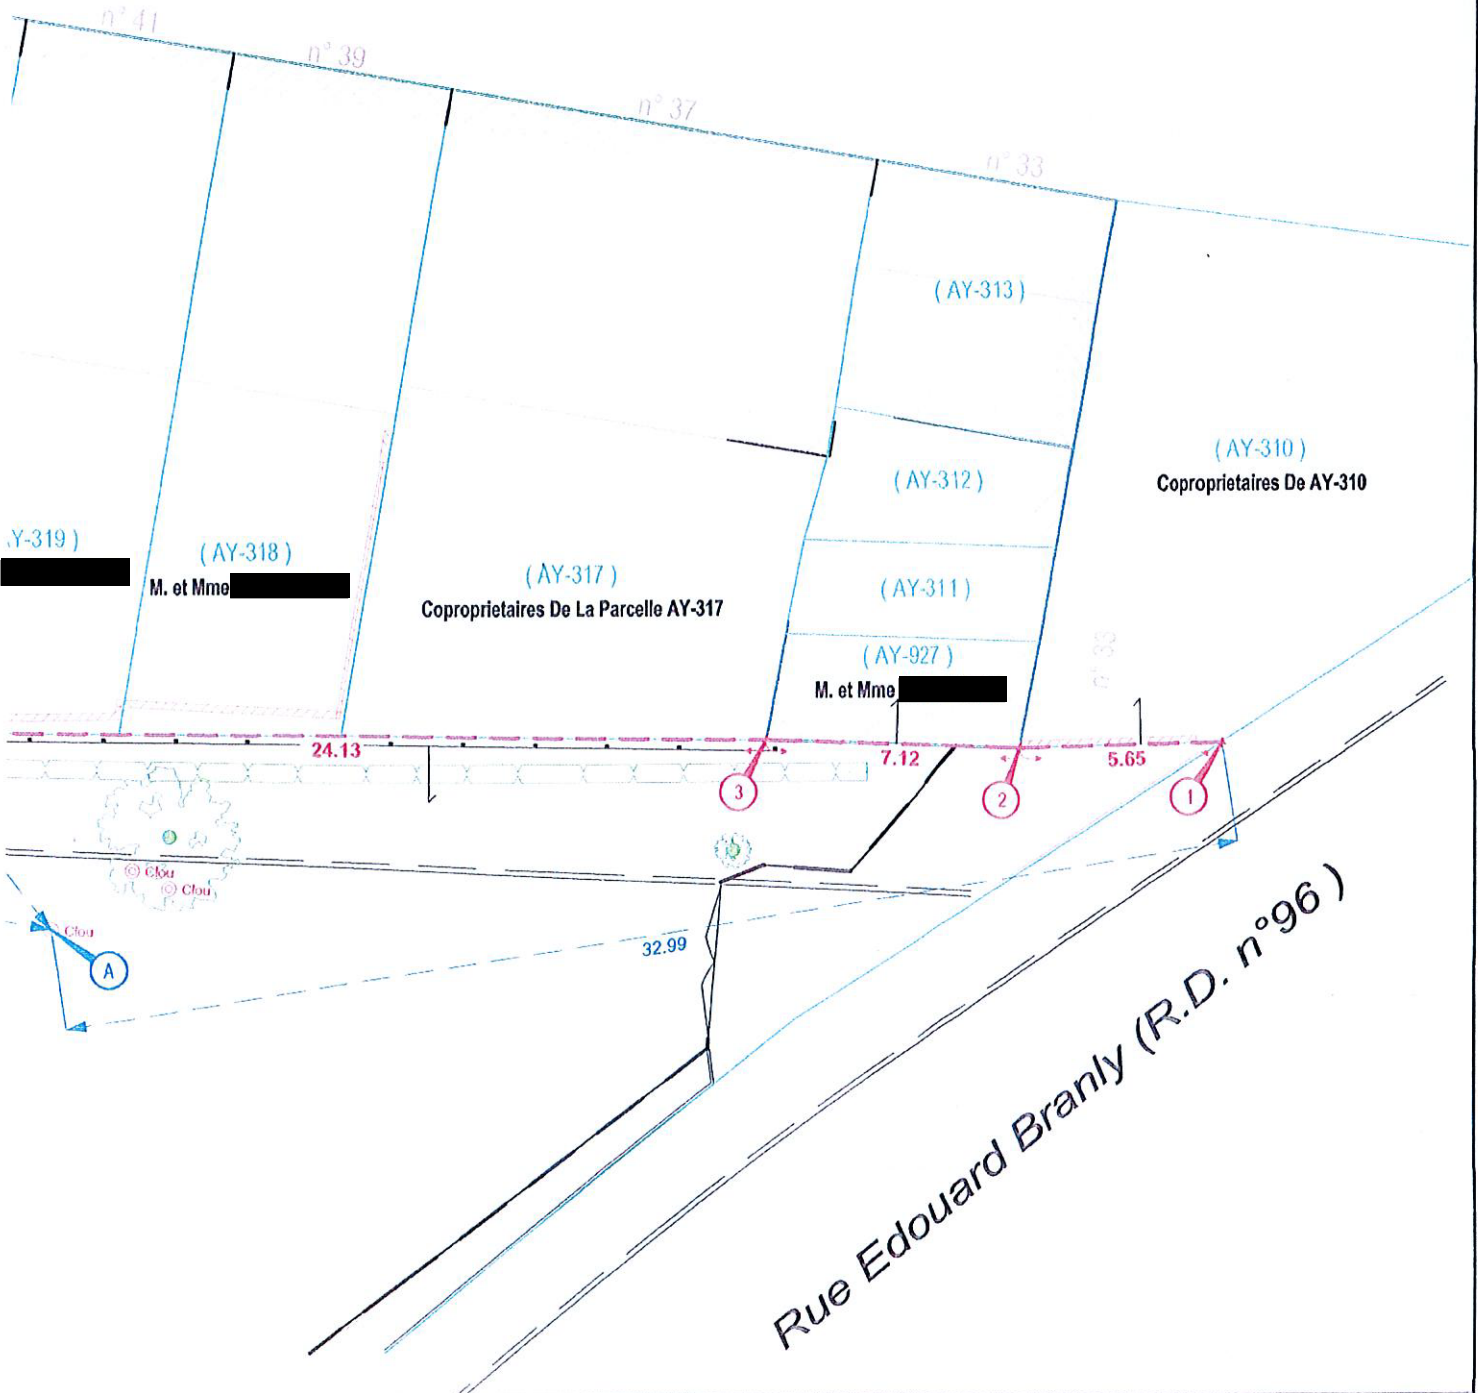 n° 41
n° 39
n° 37
n° 33
( AY-313 )
( AY-310 )
Coproprietaires De AY-310
( AY-312 )
Y-319 )
( AY-318 )
M. et Mme
( AY-317 )
Coproprietaires De La Parcelle AY-317
( AY-311 )
( AY-927 )
M. et Mme
n° 33
24.13
7.12
5.65
3
2
1
Clou
Clou
Clou
A
32.99
Rue Edouard Branly (R.D. n°96 )